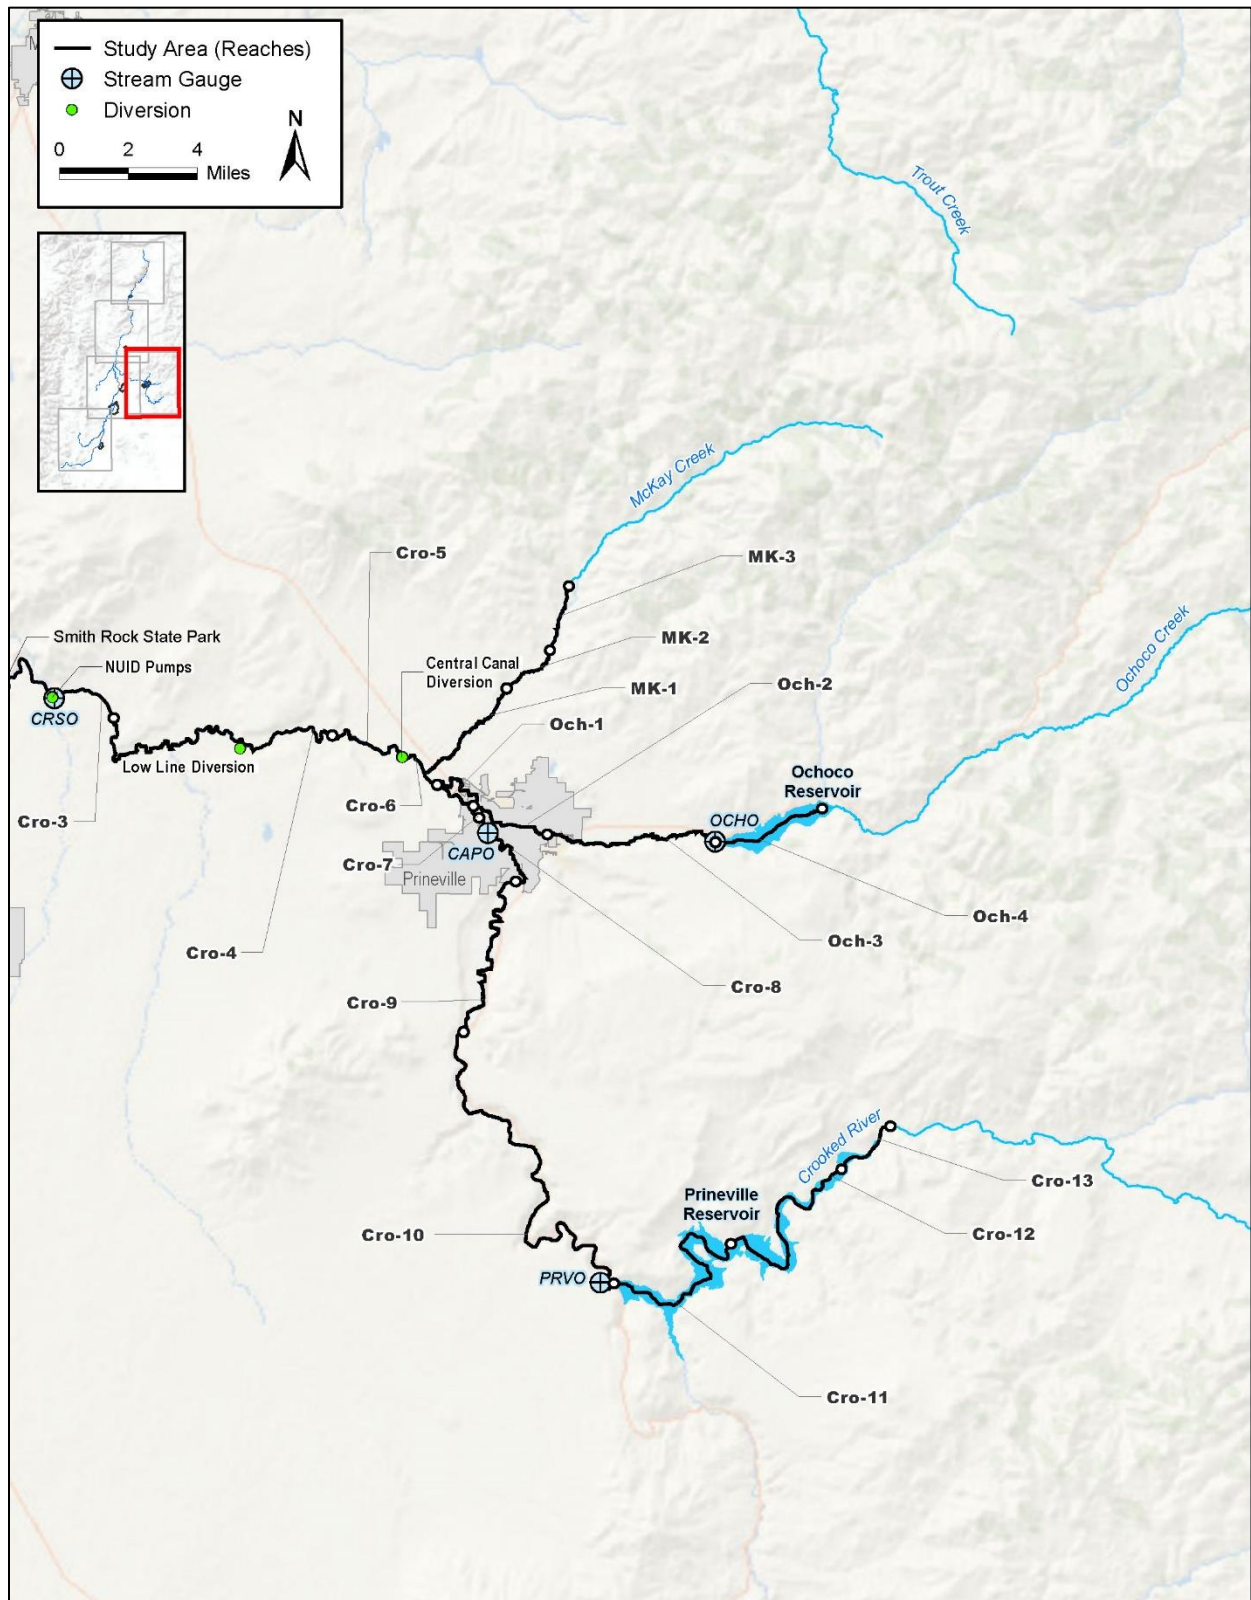 M
Study Area (Reaches)
Stream Gauge
Diversion
N
0 2 4
Miles
Trout Creek
McKay Creek
Cro-5
MK-3
Ochoco Creek
Smith Rock State Park
NUID Pumps
CRSO
MK-2
Central Canal
Diversion
MK-1
Och-2
Och-1
Low Line Diversion
Ochoco
Reservoir
Cro-3
Cro-6
OCHO
Cro-7
CAPO
Prineville
Och-4
Cro-4
Och-3
Cro-9
Cro-8
Crooked River
Cro-13
Prineville
Reservoir
Cro-10
Cro-12
PRVO
Cro-11